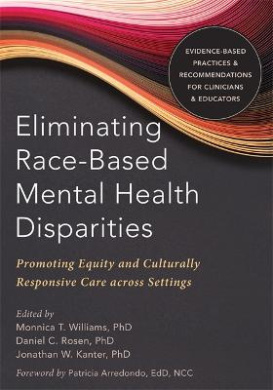 EVIDENCE-BASED
PRACTICES &
RECOMMENDATIONS
FOR CLINICIANS
& EDUCATORS
Eliminating
Race-Based
Mental Health
Disparities
Promoting Equity and Culturally
Responsive Care across Settings
Edited by
Monnica T. Williams, PhD
Daniel C. Rosen, PhD
Jonathan W. Kanter, PhD
Foreword by Patricia Arredondo, EdD, NCC